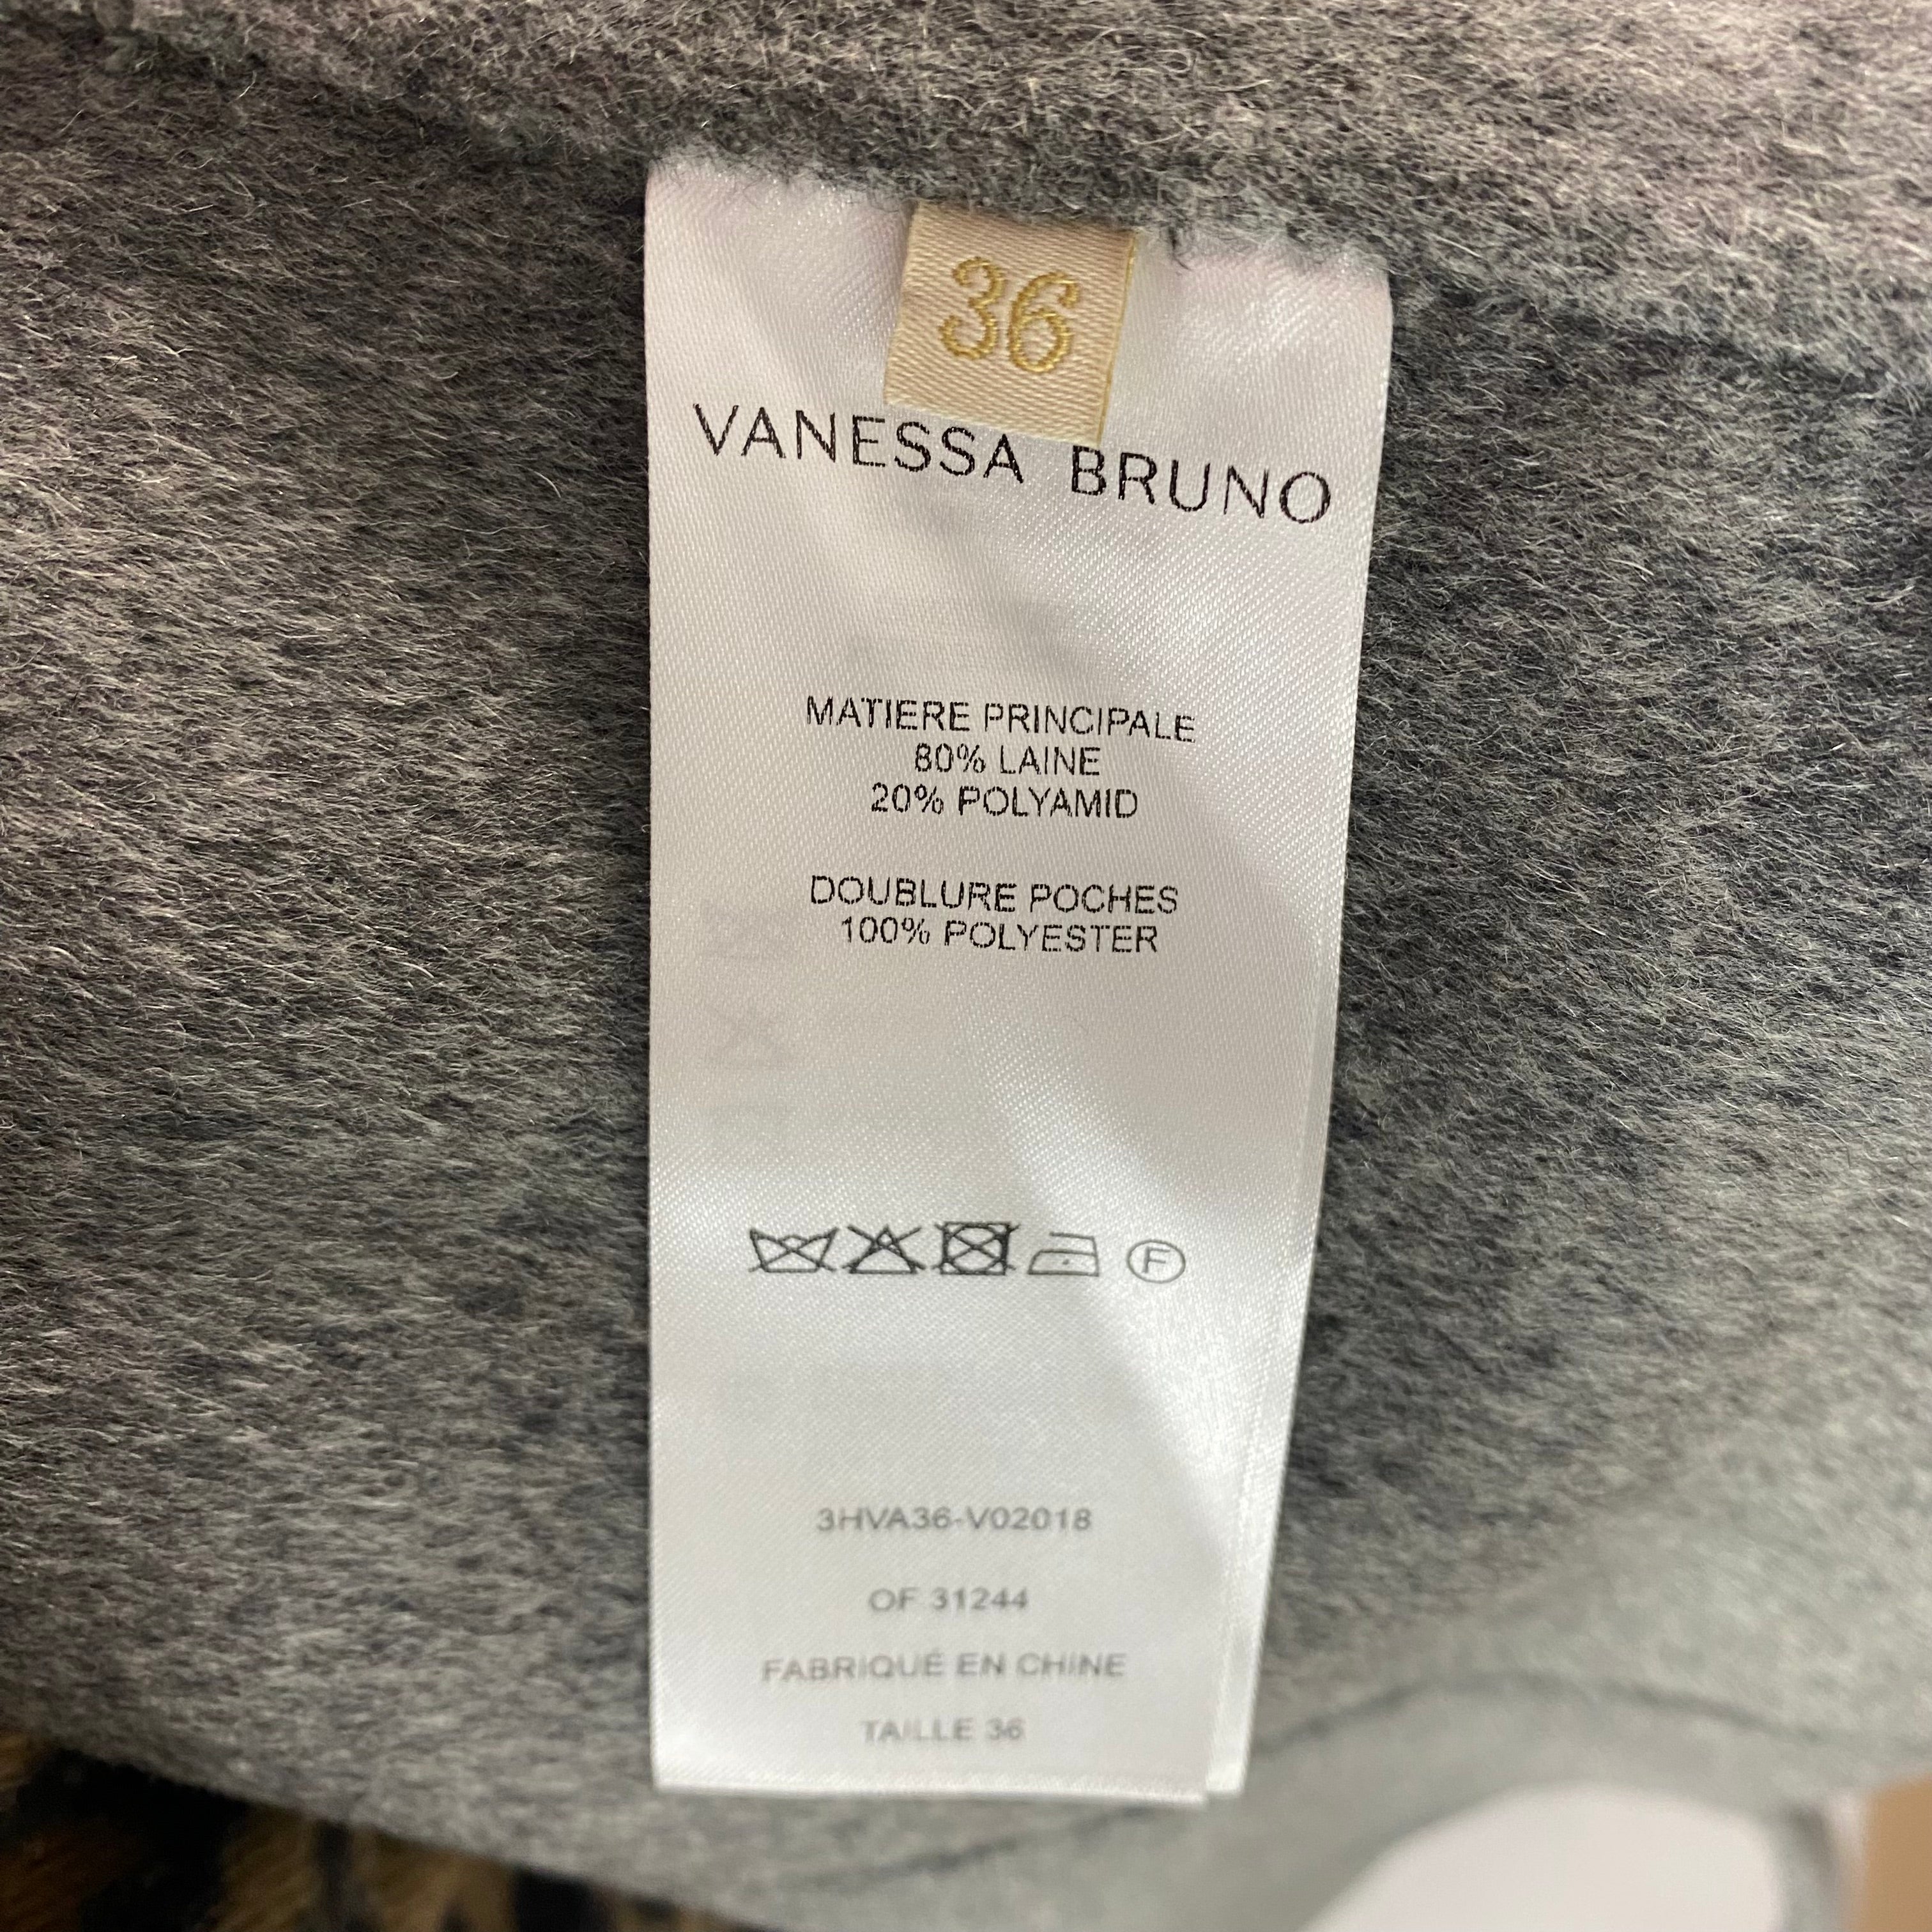 36
VANESSA BRUNO
MATIERE PRINCIPALE
80% LAINE
20% POLYAMID
DOUBLURE POCHES
100% POLYESTER
F
3HVA36-V02018
OF 31244
FABRIQUÉ EN CHINE
TAILLE 36